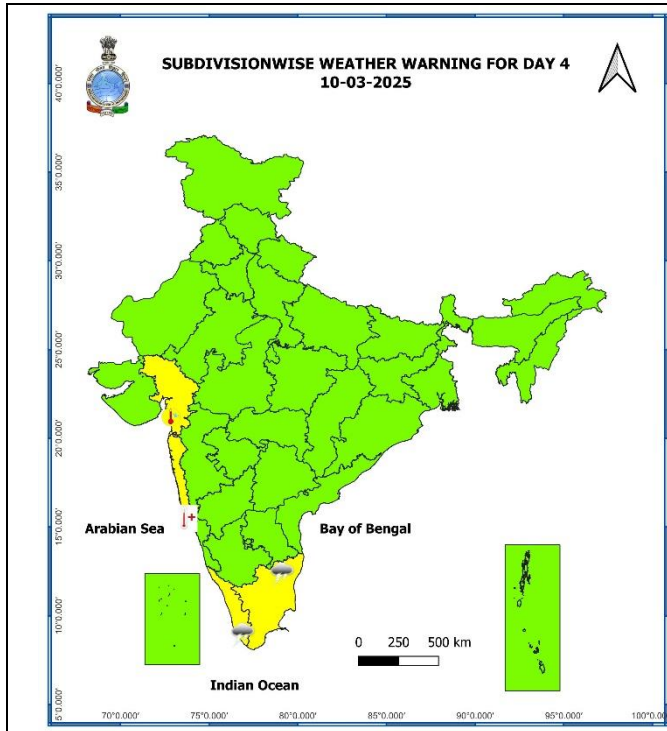 SUBDIVISIONWISE WEATHER WARNING FOR DAY 4
10-03-2025
40°0.000'
35°0.000'
30°0.000'
25°0.000'
20°0.000'
15°0.000'
10°0.000'
5°0.000'
Arabian Sea
Bay of Bengal
0 250 500 km
Indian Ocean
70°0.000' 75°0.000' 80°0.000' 85°0.000' 90°0.000' 95°0.000' 100°0.000'